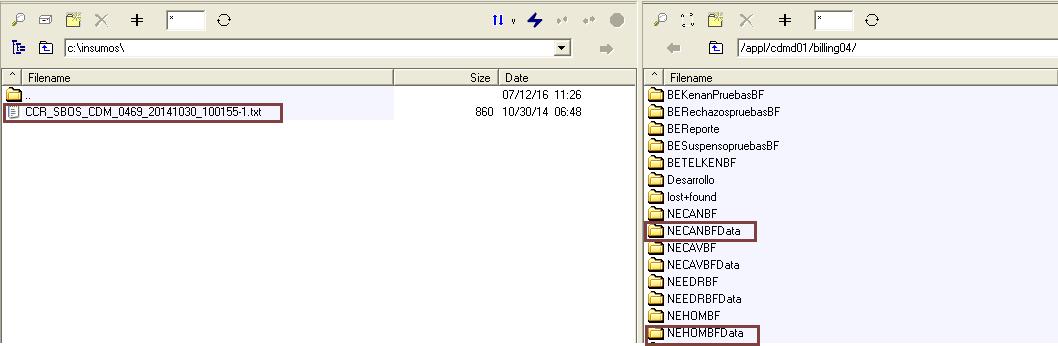 *
*
c:\insumos\
/appl/cdmd01/billing04/
^ Filename Size Date
..  07/12/16 11:26
CCR_SBOS_CDM_0469_20141030_100155-1.txt 860 10/30/14 06:48
^ Filename
BEKenanPruebasBF
BERechazospruebasBF
BEReporte
BESuspensopruebasBF
BETELKENBF
Desarrollo
lost+found
NECANBF
NECANBFData
NECAVBF
NECAVBFData
NEEDRBF
NEEDRBFData
NEHOMBF
NEHOMBFData